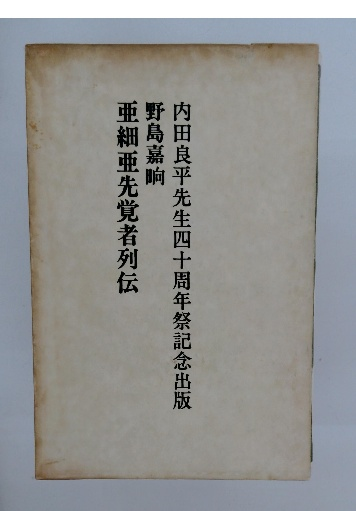 内田良平先生四十周年祭記念出版
野島嘉晌
亜細亜先覚者列伝